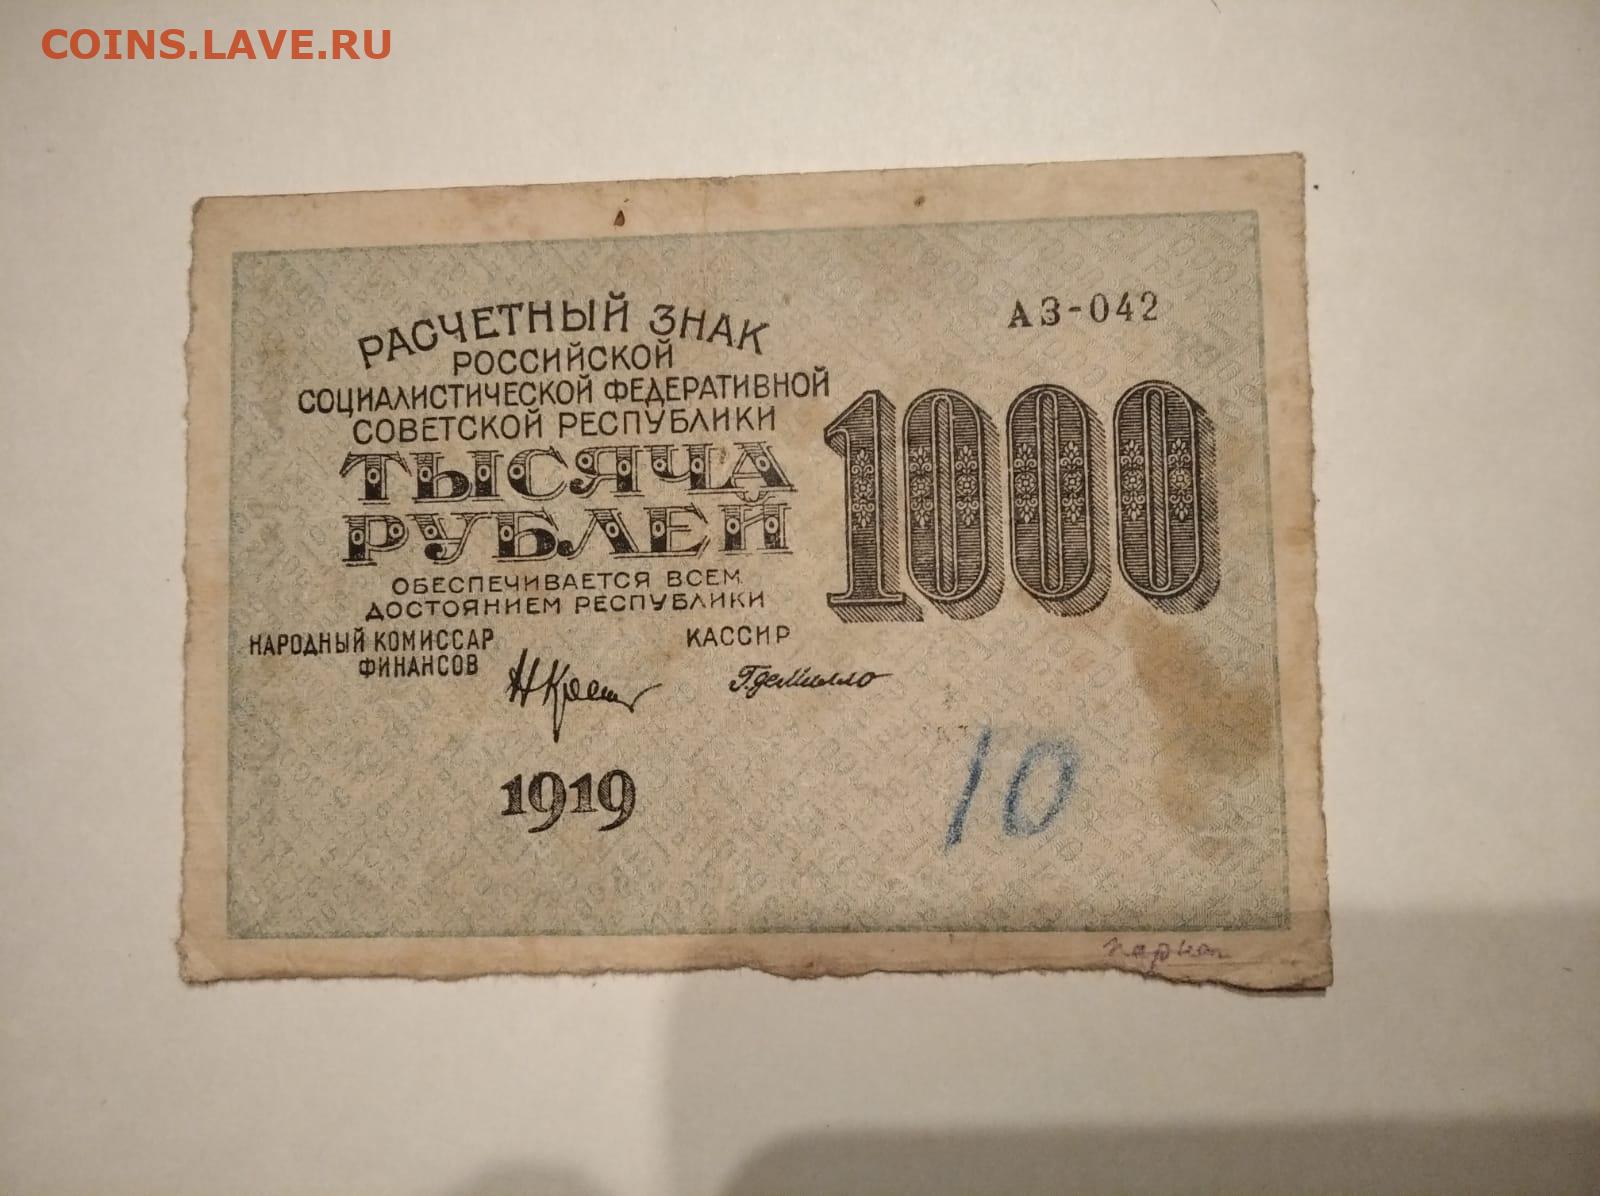 COINS.LAVE.RU
РАСЧЕТНЫЙ ЗНАК
РОССИЙСКОЙ
СОЦИАЛИСТИЧЕСКОЙ ФЕДЕРАТИВНОЙ
СОВЕТСКОЙ РЕСПУБЛИКИ
ТЫСЯЧА
РУБЛЕЙ
ОБЕСПЕЧИВАЕТСЯ ВСЕМ
ДОСТОЯНИЕМ РЕСПУБЛИКИ
НАРОДНЫЙ КОМИССАР
ФИНАНСОВ
КАССИР
Г.деМилло
1919
АЗ-042
1000
10